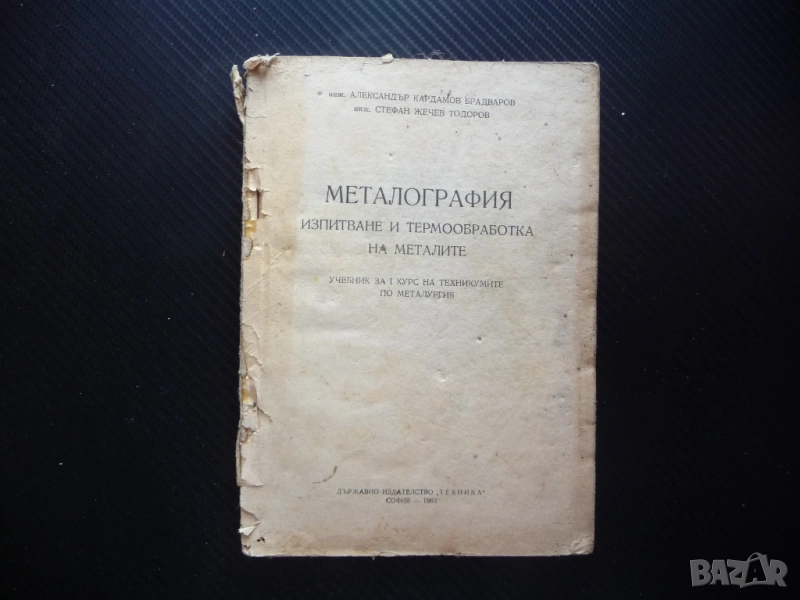 инж. АЛЕКСАНДЪР КАРДАМОВ БРАДВАРОВ
инж. СТЕФАН ЖЕЧЕВ ТОДОРОВ
МЕТАЛОГРАФИЯ
ИЗПИТВАНЕ И ТЕРМООБРАБОТКА
НА МЕТАЛИТЕ
УЧЕБНИК ЗА I КУРС НА ТЕХНИКУМИТЕ
ПО МЕТАЛУРГИЯ
ДЪРЖАВНО ИЗДАТЕЛСТВО „ТЕХНИКА"
СОФИЯ —
BAZAR